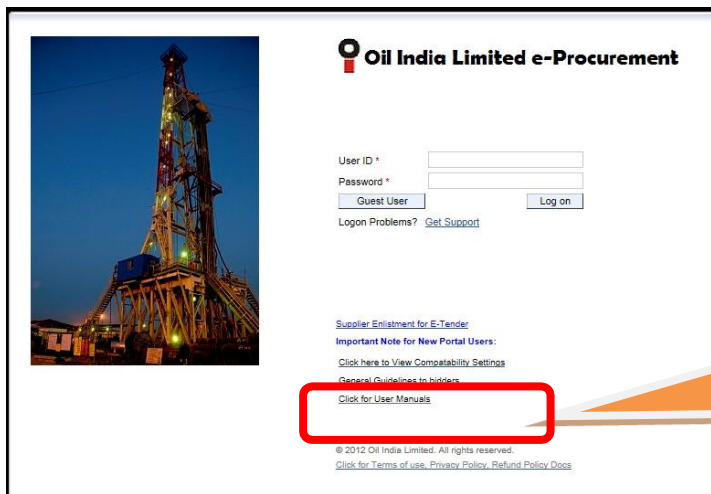 Oil India Limited e-Procurement
User ID *
Password *
Guest User Log on
Logon Problems? Get Support
Supplier Enlistment for E-Tender
Important Note for New Portal Users:
Click here to View Compatability Settings
General Guidelines to bidders
Click for User Manuals
© 2012 Oil India Limited. All rights reserved.
Click for Terms of use, Privacy Policy, Refund Policy Docs